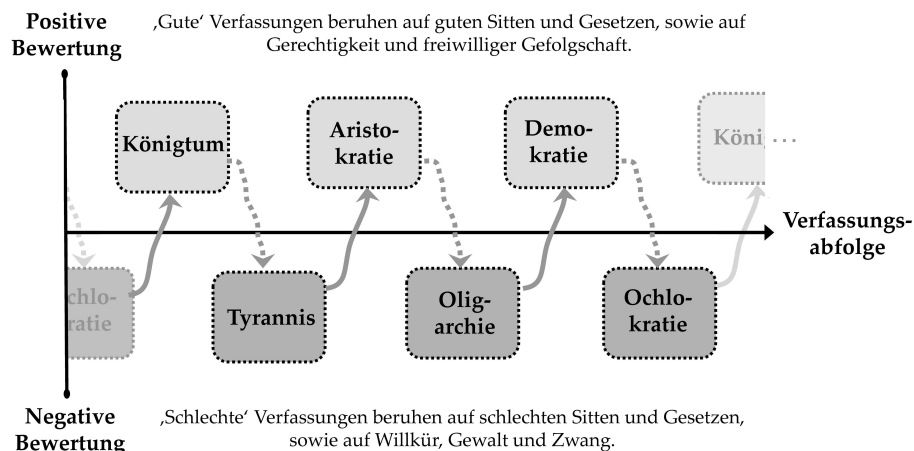 Positive
Bewertung
‚Gute‘ Verfassungen beruhen auf guten Sitten und Gesetzen, sowie auf
Gerechtigkeit und freiwilliger Gefolgschaft.
Königtum
Aristo-
kratie
Demo-
kratie
Köni
...
Verfassungs-
abfolge
chlo-
ratie
Tyrannis
Olig-
archie
Ochlo-
kratie
Negative
Bewertung
‚Schlechte‘ Verfassungen beruhen auf schlechten Sitten und Gesetzen,
sowie auf Willkür, Gewalt und Zwang.